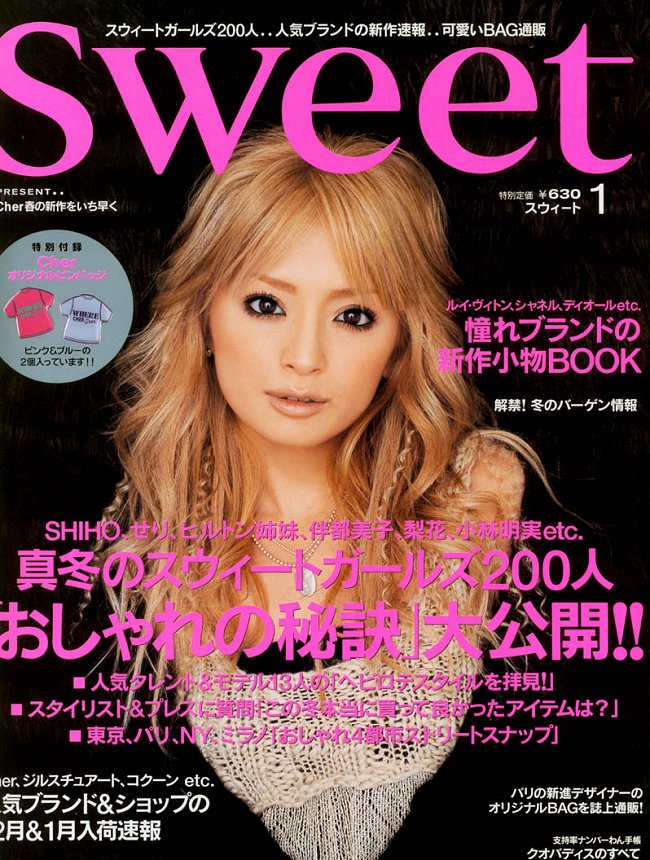 スウィートガールズ200人‥人気ブランドの新作速報‥可愛いBAG通販
Sweet
PRESENT‥
Cher春の新作をいち早く
特別定価 ¥630
スウィート 1
特別付録
Cher
オリジナルピンバッジ
WHERE
WHERE
CHER
ピンク&ブルーの
2個入っています!!
ルイ・ヴィトン、シャネル、ディオールetc.
憧れブランドの
新作小物BOOK
解禁! 冬のバーゲン情報
SHIHO、せり、ヒルトン姉妹、伴都美子、梨花、小林明実etc.
真冬のスウィートガールズ200人
「おしゃれの秘訣」大公開!!
■ 人気タレント&モデル13人の「ヘビロテスタイルを拝見!」
■ スタイリスト&プレスに質問「この冬本当に買って良かったアイテムは?」
■ 東京、パリ、NY、ミラノ「おしゃれ4都市ストリートスナップ」
her、ジルスチュアート、コクーン etc.
人気ブランド&ショップの
2月&1月入荷速報
パリの新進デザイナーの
オリジナルBAGを誌上通販!
支持率ナンバーわん手帳
クオバディスのすべて